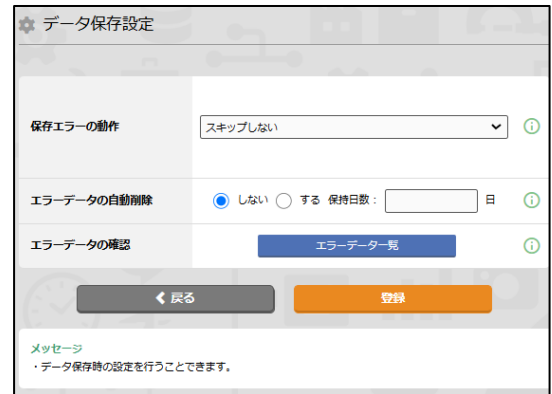 データ保存設定
保存エラーの動作
スキップしない
エラーデータの自動削除
しない する 保持日数： 日
エラーデータの確認
エラーデータ一覧
戻る
登録
メッセージ
・データ保存時の設定を行うことできます。